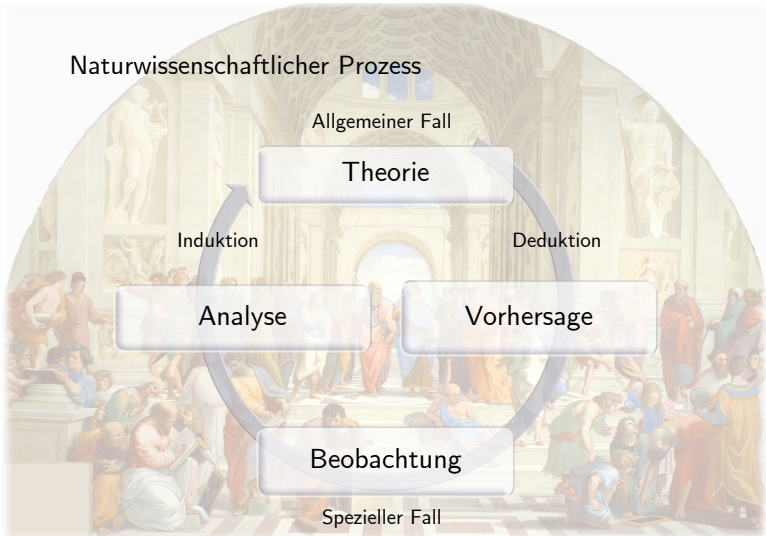 Naturwissenschaftlicher Prozess
Allgemeiner Fall
Theorie
Induktion
Deduktion
Analyse
Vorhersage
Beobachtung
Spezieller Fall